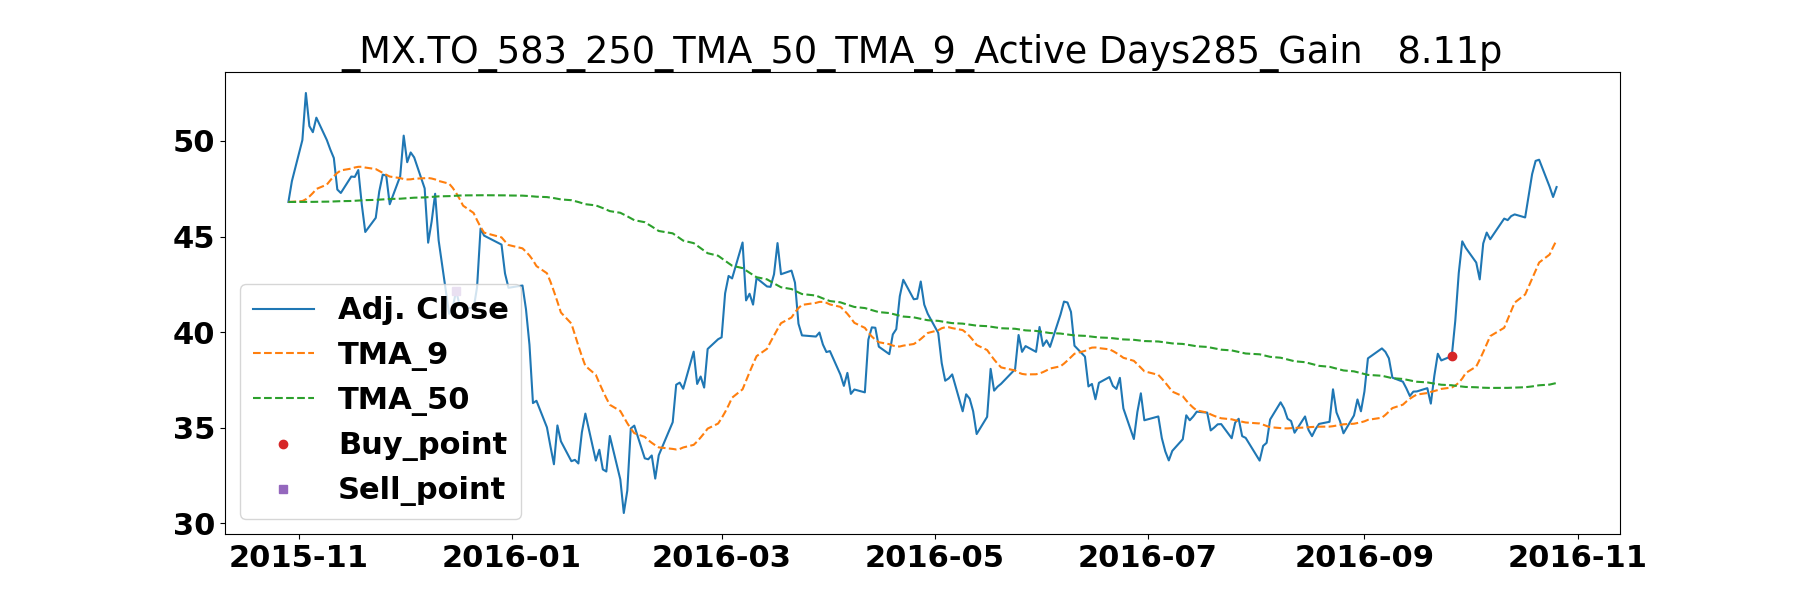 _MX.TO_583_250_TMA_50_TMA_9_Active Days285_Gain   8.11p
50
45
40
35
30
Adj. Close
TMA_9
TMA_50
Buy_point
Sell_point
2015-11 2016-01 2016-03 2016-05 2016-07 2016-09 2016-11